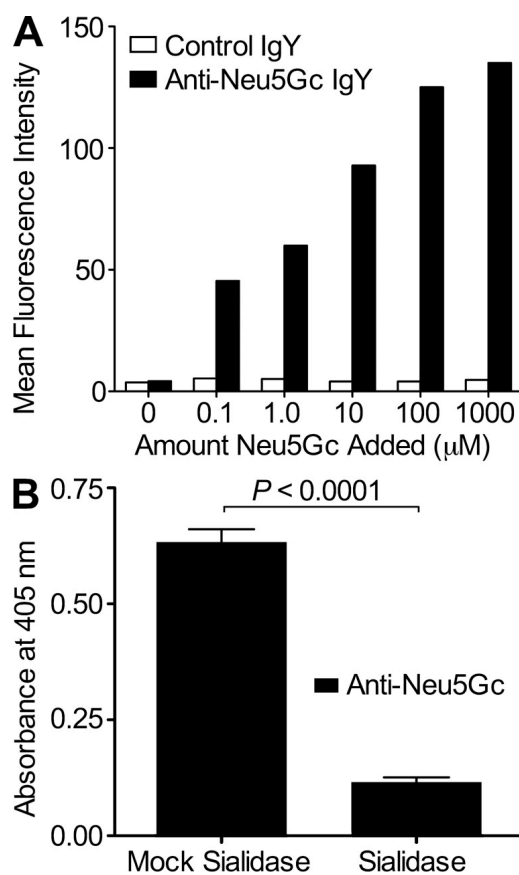 A
150
Control IgY
Anti-Neu5Gc IgY
100
50
0
Mean Fluorescence Intensity
0 0.1 1.0 10 100 1000
Amount Neu5Gc Added (μM)
B
0.75
P < 0.0001
0.50
Anti-Neu5Gc
0.25
0.00
Absorbance at 405 nm
Mock Sialidase Sialidase